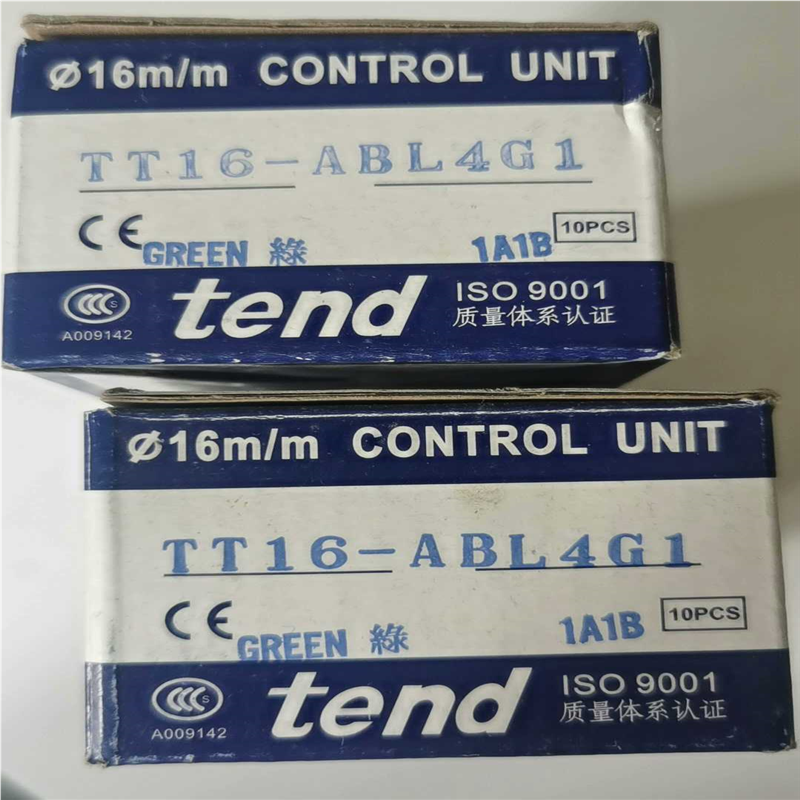 Ø16m/m CONTROL UNIT
TT16-ABL4G1
CE GREEN 綠 1A1B 10PCS
CCC S
A009142
tend
ISO 9001
质量体系认证
Ø16m/m CONTROL UNIT
TT16-ABL4G1
CE GREEN 綠 1A1B 10PCS
CCC S
A009142
tend
ISO 9001
质量体系认证